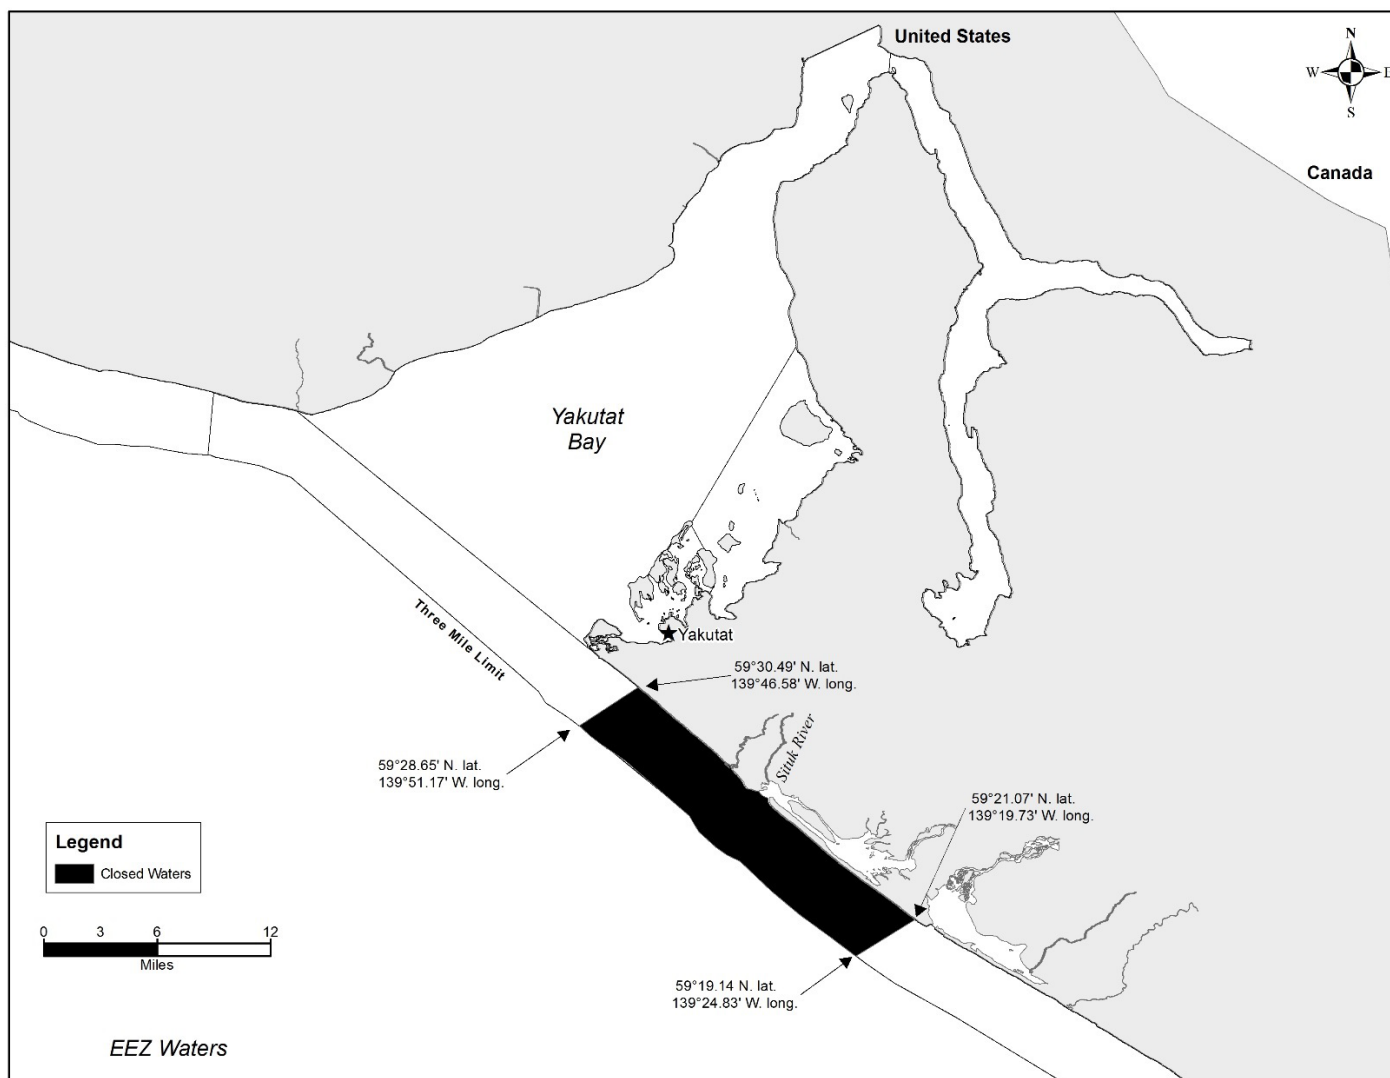 United States
N
W E
S
Canada
Yakutat
Bay
Three Mile Limit
Yakutat
59°30.49' N. lat.
139°46.58' W. long.
Situk River
59°28.65' N. lat.
139°51.17' W. long.
59°21.07' N. lat.
139°19.73' W. long.
Legend
Closed Waters
0 3 6 12
Miles
59°19.14 N. lat.
139°24.83' W. long.
EEZ Waters